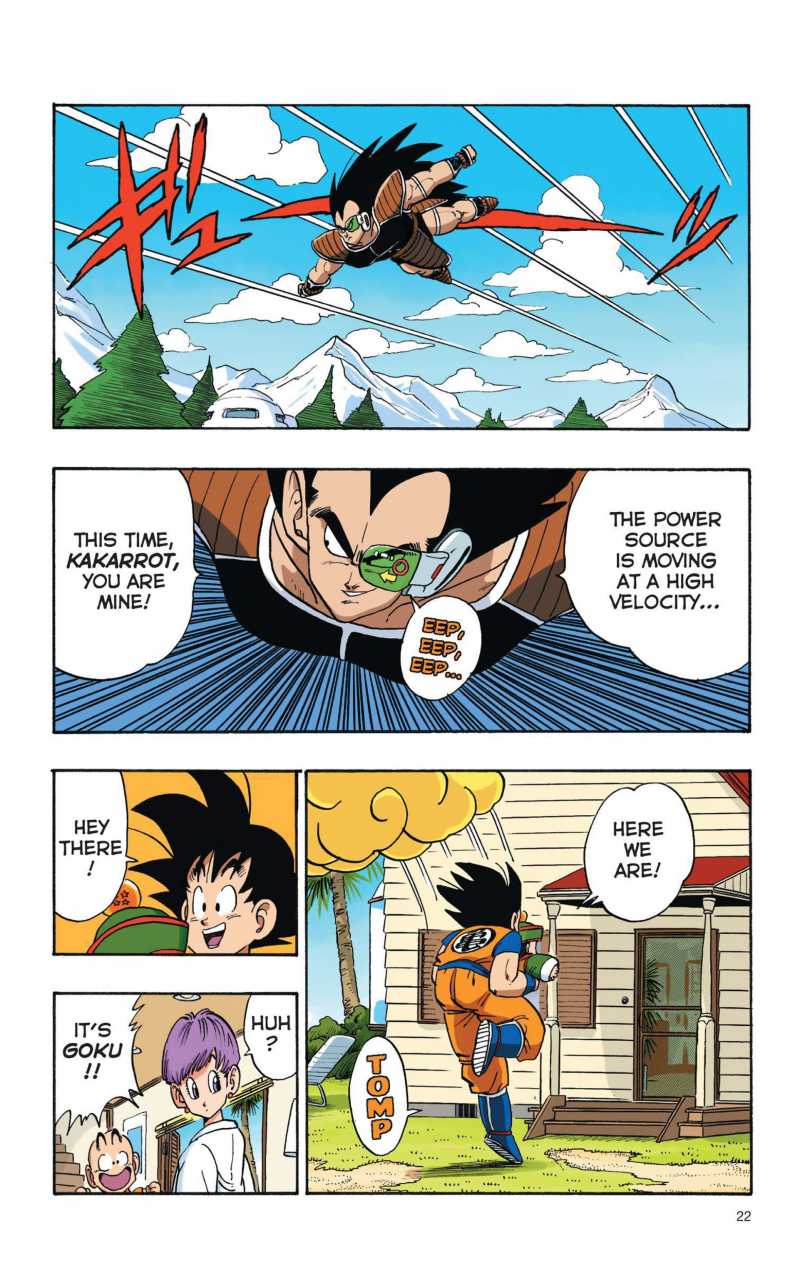 ギュ
ッ
THE POWER
SOURCE
IS MOVING
AT A HIGH
VELOCITY...
EEP,
EEP,
EEP...
THIS TIME,
KAKARROT,
YOU ARE
MINE!
HERE
WE
ARE!
TOMP
HEY
THERE
!
HUH
?
IT'S
GOKU
!!
22